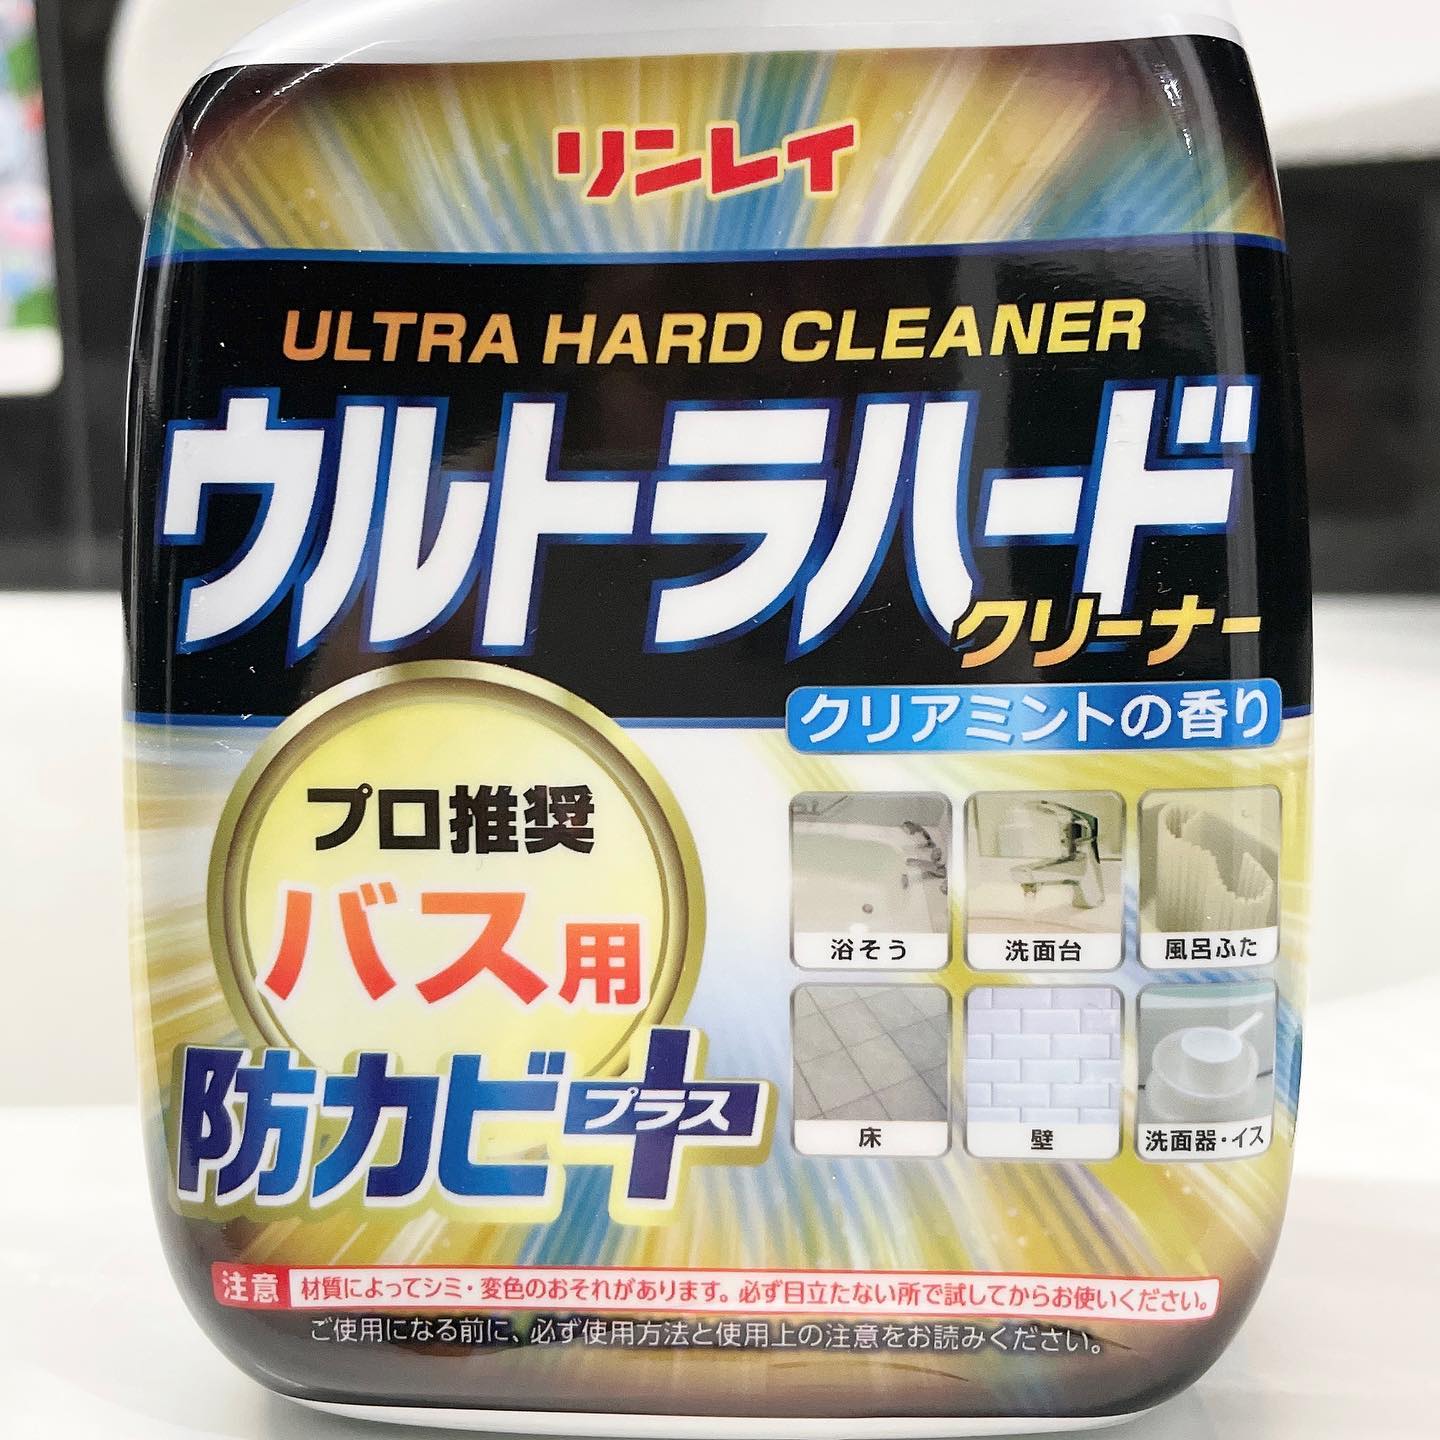 リンレイ
ULTRA HARD CLEANER
ウルトラハード
クリーナー
クリアミントの香り
プロ推奨
バス用
防カビプラス
浴そう
洗面台
風呂ふた
床
壁
洗面器・イス
注意 材質によってシミ・変色のおそれがあります。必ず目立たない所で試してからお使いください。
ご使用になる前に、必ず使用方法と使用上の注意をお読みください。